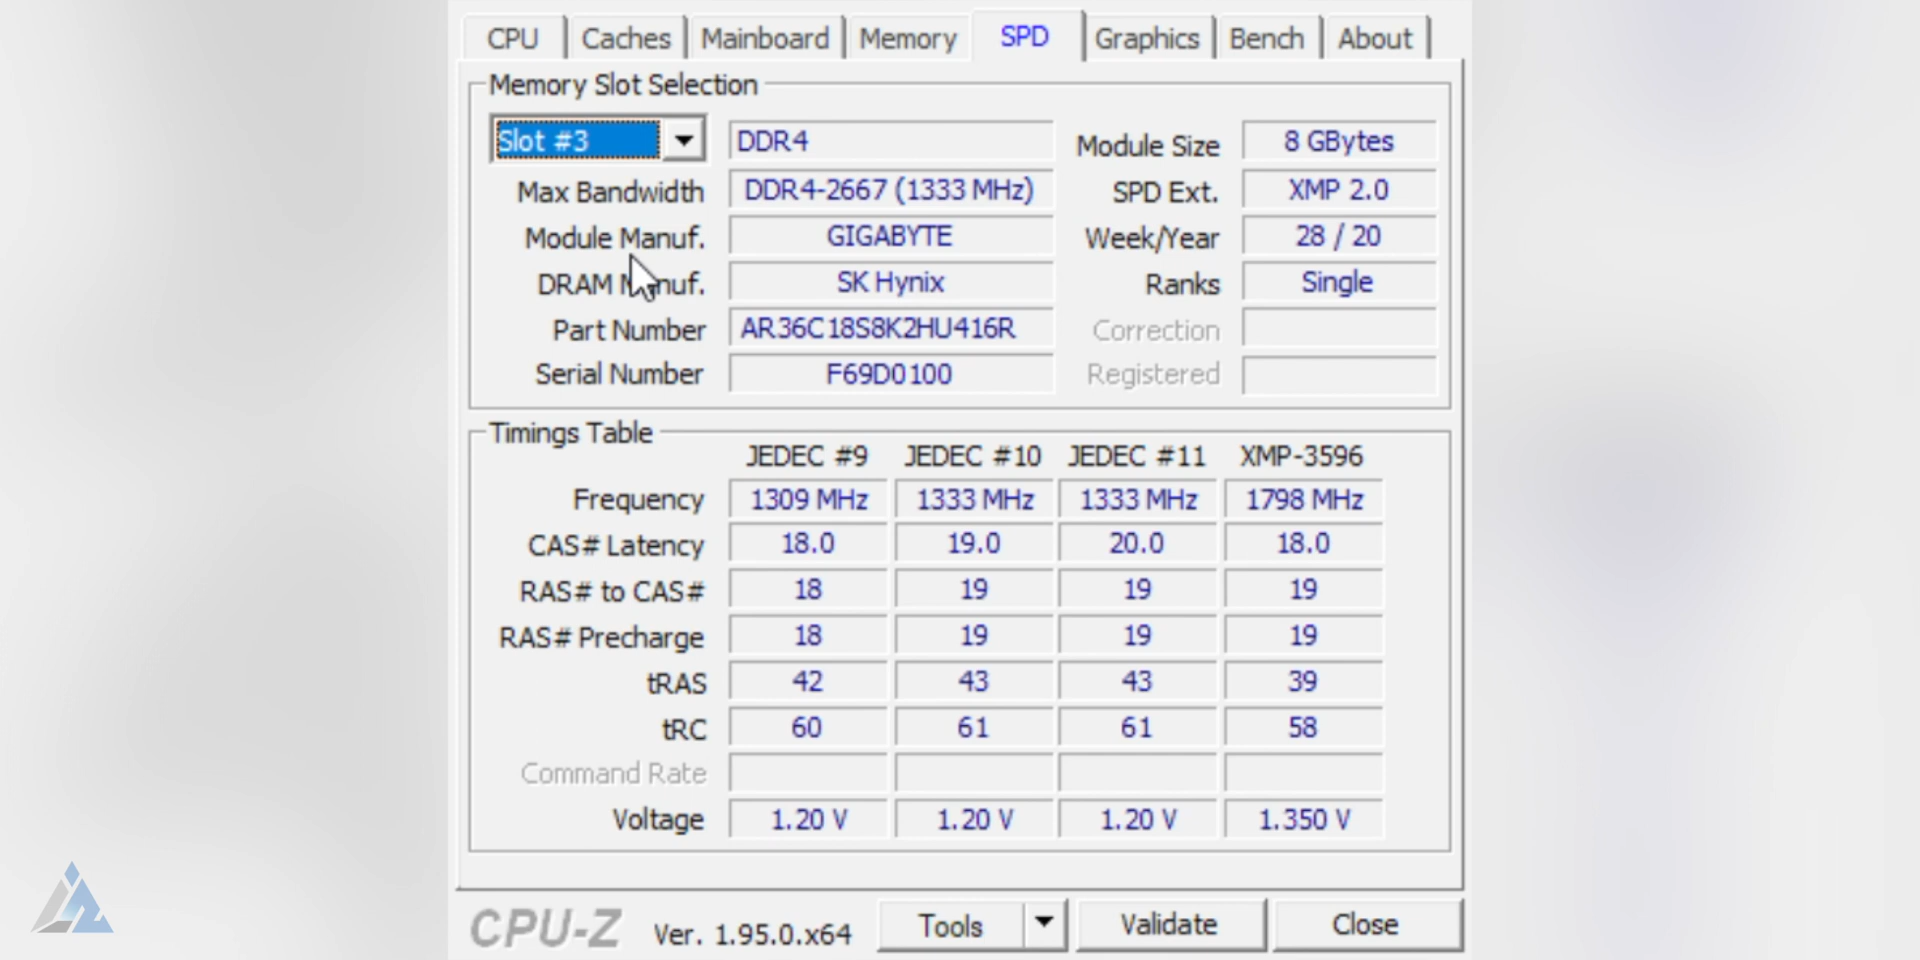 CPU Caches Mainboard Memory SPD Graphics Bench About
Memory Slot Selection
Slot #3 DDR4 Module Size 8 GBytes
Max Bandwidth DDR4-2667 (1333 MHz) SPD Ext. XMP 2.0
Module Manuf. GIGABYTE Week/Year 28 / 20
DRAM Manuf. SK Hynix Ranks Single
Part Number AR36C18S8K2HU416R Correction
Serial Number F69D0100 Registered
Timings Table
JEDEC #9 JEDEC #10 JEDEC #11 XMP-3596
Frequency 1309 MHz 1333 MHz 1333 MHz 1798 MHz
CAS# Latency 18.0 19.0 20.0 18.0
RAS# to CAS# 18 19 19 19
RAS# Precharge 18 19 19 19
tRAS 42 43 43 39
tRC 60 61 61 58
Command Rate
Voltage 1.20 V 1.20 V 1.20 V 1.350 V
CPU-Z Ver. 1.95.0.x64 Tools Validate Close